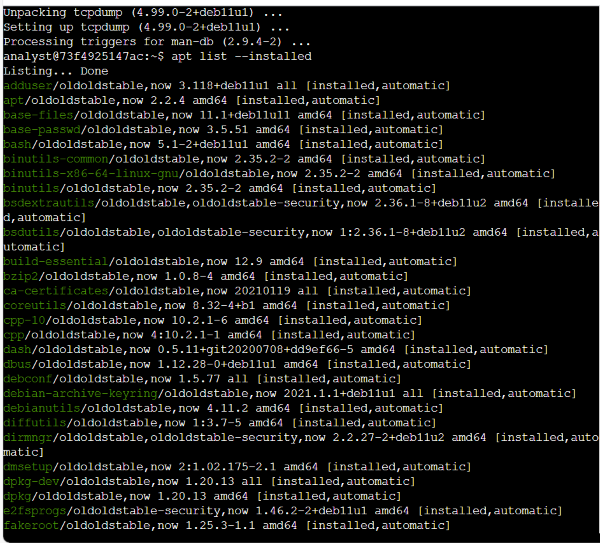 Unpacking tcpdump (4.99.0-2+deb11u1) ...
Setting up tcpdump (4.99.0-2+deb11u1) ...
Processing triggers for man-db (2.9.4-2) ...
analyst@73f4925147ac:~$ apt list --installed
Listing... Done
adduser/oldoldstable,now 3.118+deb11u1 all [installed,automatic]
apt/oldoldstable,now 2.2.4 amd64 [installed,automatic]
base-files/oldoldstable,now 11.1+deb11u11 amd64 [installed,automatic]
base-passwd/oldoldstable,now 3.5.51 amd64 [installed,automatic]
bash/oldoldstable,now 5.1-2+deb11u1 amd64 [installed,automatic]
binutils-common/oldoldstable,now 2.35.2-2 amd64 [installed,automatic]
binutils-x86-64-linux-gnu/oldoldstable,now 2.35.2-2 amd64 [installed,automatic]
binutils/oldoldstable,now 2.35.2-2 amd64 [installed,automatic]
bsdextrautils/oldoldstable,oldoldstable-security,now 2.36.1-8+deb11u2 amd64 [installe
d,automatic]
bsdutils/oldoldstable,oldoldstable-security,now 1:2.36.1-8+deb11u2 amd64 [installed,a
utomatic]
build-essential/oldoldstable,now 12.9 amd64 [installed,automatic]
bzip2/oldoldstable,now 1.0.8-4 amd64 [installed,automatic]
ca-certificates/oldoldstable,now 20210119 all [installed,automatic]
coreutils/oldoldstable,now 8.32-4+b1 amd64 [installed,automatic]
cpp-10/oldoldstable,now 10.2.1-6 amd64 [installed,automatic]
cpp/oldoldstable,now 4:10.2.1-1 amd64 [installed,automatic]
dash/oldoldstable,now 0.5.11+git20200708+dd9ef66-5 amd64 [installed,automatic]
dbus/oldoldstable,now 1.12.28-0+deb11u1 amd64 [installed,automatic]
debconf/oldoldstable,now 1.5.77 all [installed,automatic]
debian-archive-keyring/oldoldstable,now 2021.1.1+deb11u1 all [installed,automatic]
debianutils/oldoldstable,now 4.11.2 amd64 [installed,automatic]
diffutils/oldoldstable,now 1:3.7-5 amd64 [installed,automatic]
dirmngr/oldoldstable,oldoldstable-security,now 2.2.27-2+deb11u2 amd64 [installed,auto
matic]
dmsetup/oldoldstable,now 2:1.02.175-2.1 amd64 [installed,automatic]
dpkg-dev/oldoldstable,now 1.20.13 all [installed,automatic]
dpkg/oldoldstable,now 1.20.13 amd64 [installed,automatic]
e2fsprogs/oldoldstable-security,now 1.46.2-2+deb11u1 amd64 [installed,automatic]
fakeroot/oldoldstable,now 1.25.3-1.1 amd64 [installed,automatic]